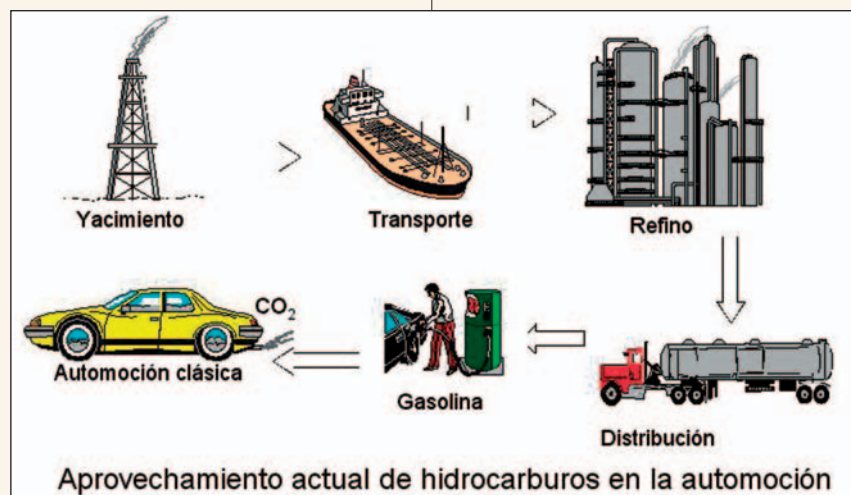 Yacimiento
Transporte
Refino
CO₂
Automoción clásica
Gasolina
Distribución
Aprovechamiento actual de hidrocarburos en la automoción